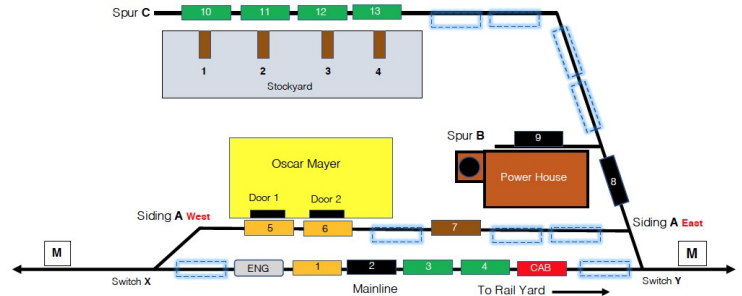 Spur C
10 11 12 13
1 2 3 4
Stockyard
Spur B
9
Oscar Mayer
Power House
8
Door 1 Door 2
Siding A West
5 6 7
Siding A East
M
M
Switch X
ENG 1 2 3 4 CAB
Switch Y
Mainline
To Rail Yard